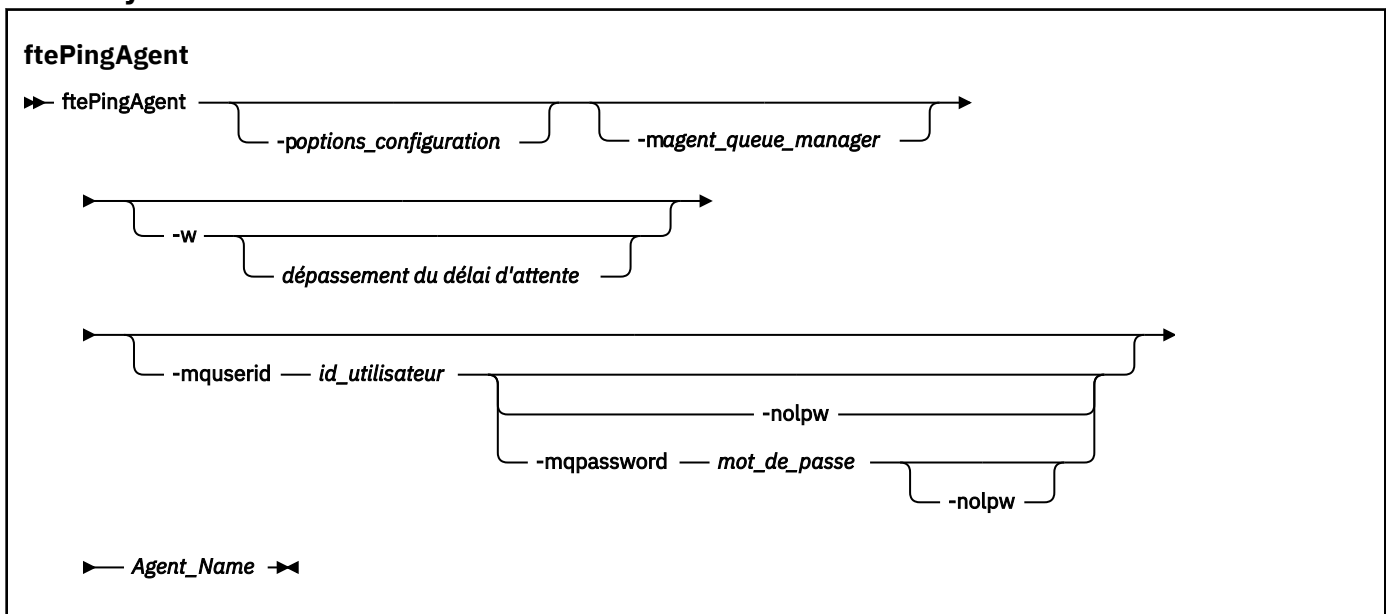 ftePingAgent
ftePingAgent
-poptions_configuration
-magent_queue_manager
-w
dépassement du délai d'attente
-mquserid id_utilisateur
-nolpw
-mqpassword mot_de_passe
-nolpw
Agent_Name